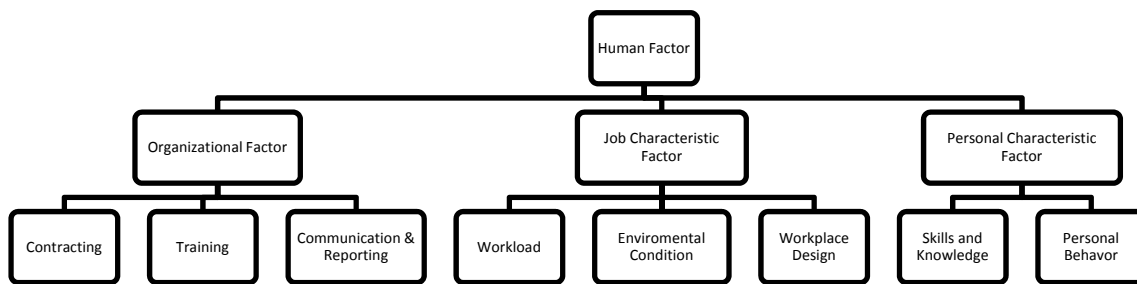 Human Factor
Organizational Factor
Job Characteristic
Factor
Personal Characteristic
Factor
Contracting
Training
Communication &
Reporting
Workload
Enviromental
Condition
Workplace
Design
Skills and
Knowledge
Personal
Behavor